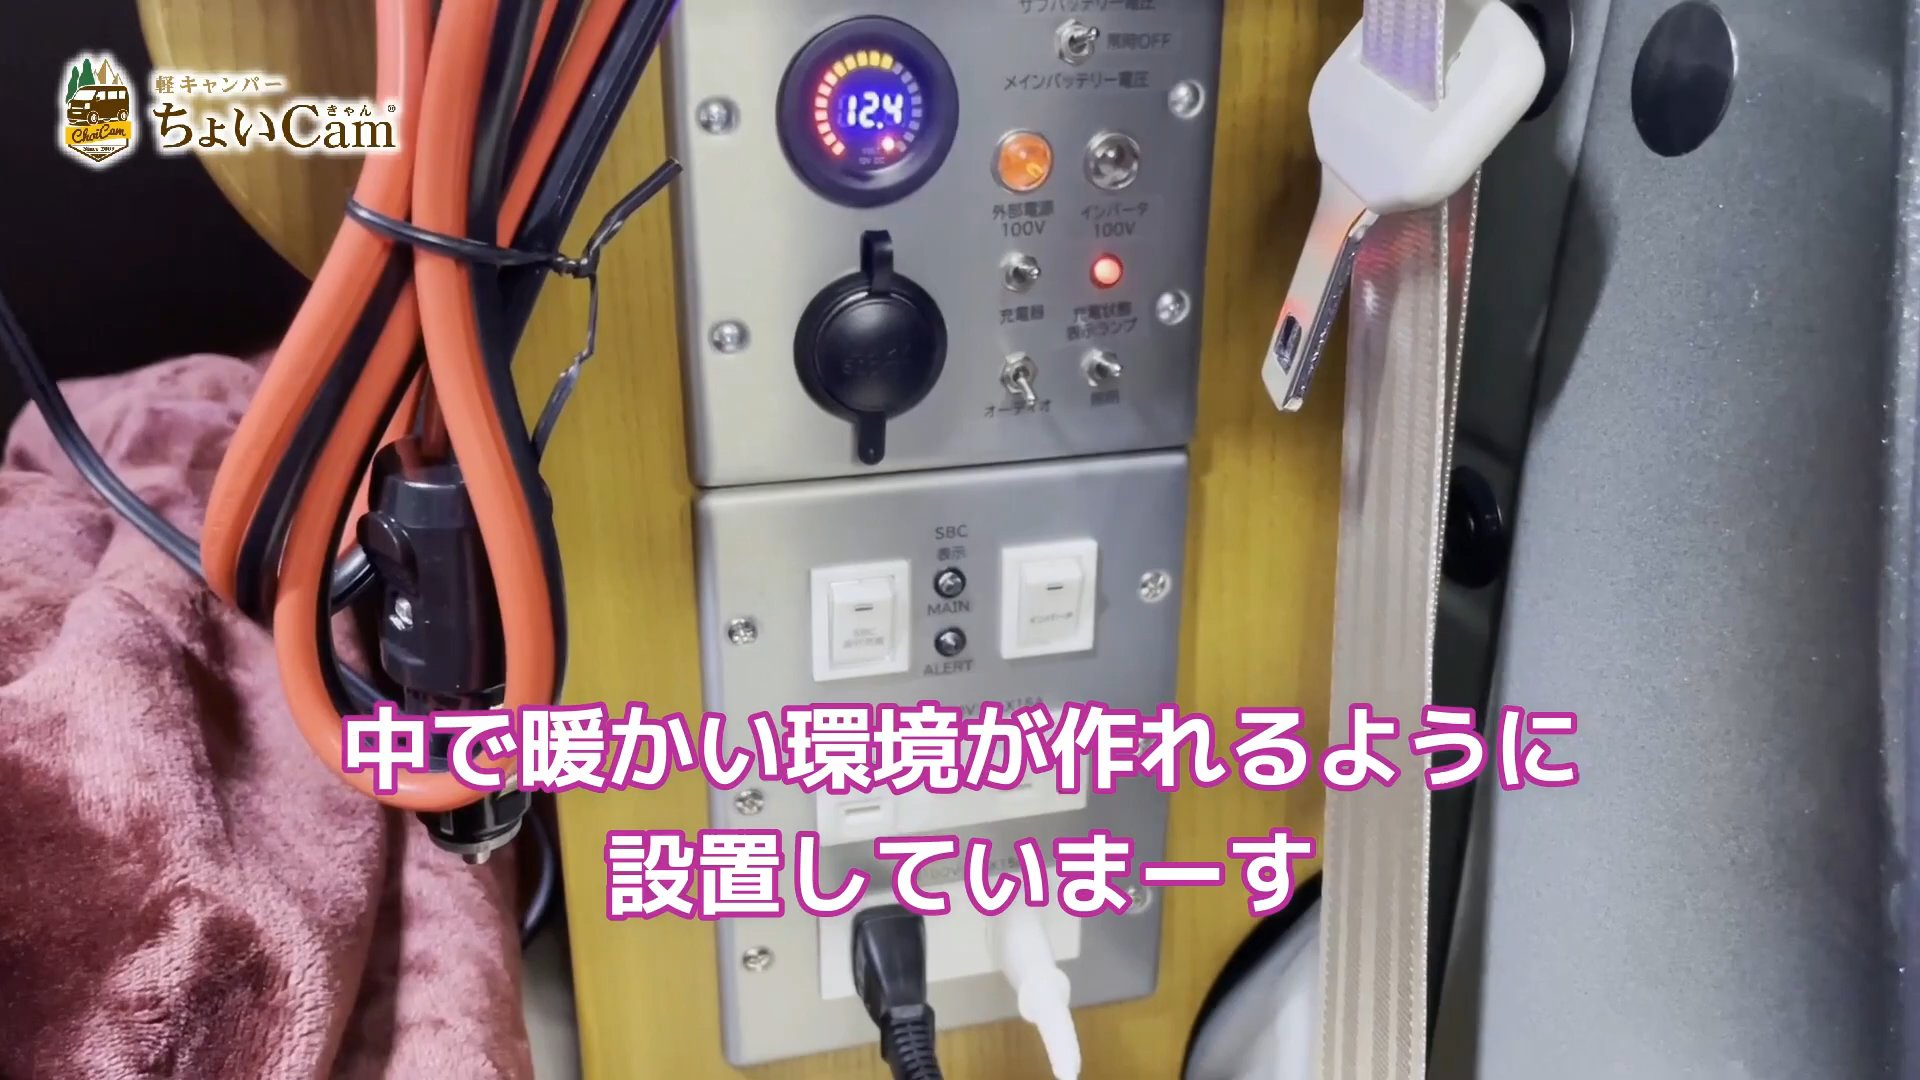 軽キャンパー
きゃん
ちょいCam®
ChoiCam
サブバッテリー電圧
常時OFF
メインバッテリー電圧
12.4
外部電源
100V
インバータ
100V
充電器
充電状態
表示ランプ
オーディオ
照明
SBC
表示
MAIN
ALERT
SBC
中で暖かい環境が作れるように
設置していまーす